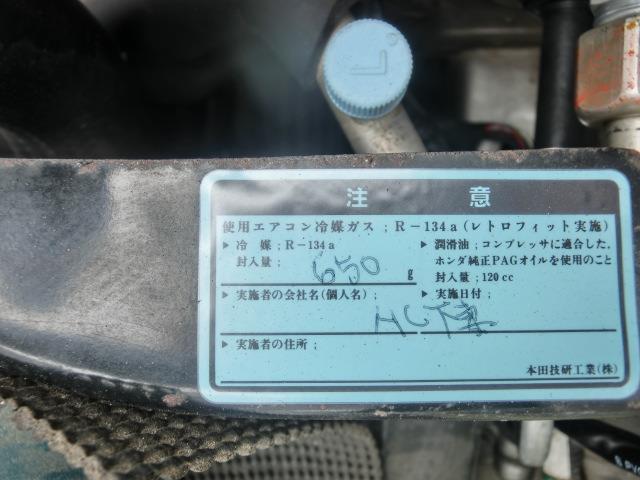 L
注 意
使用エアコン冷媒ガス ; R-134a (レトロフィット実施)
▶ 冷 媒 ; R-134a
封入量 ; 650 g
▶ 潤滑油 ; コンプレッサに適合した,
ホンダ純正PAGオイルを使用のこと
封入量 ; 120 cc
▶ 実施者の会社名(個人名) ;
▶ 実施日付 ;
▶ 実施者の住所 ;
本田技研工業(株)